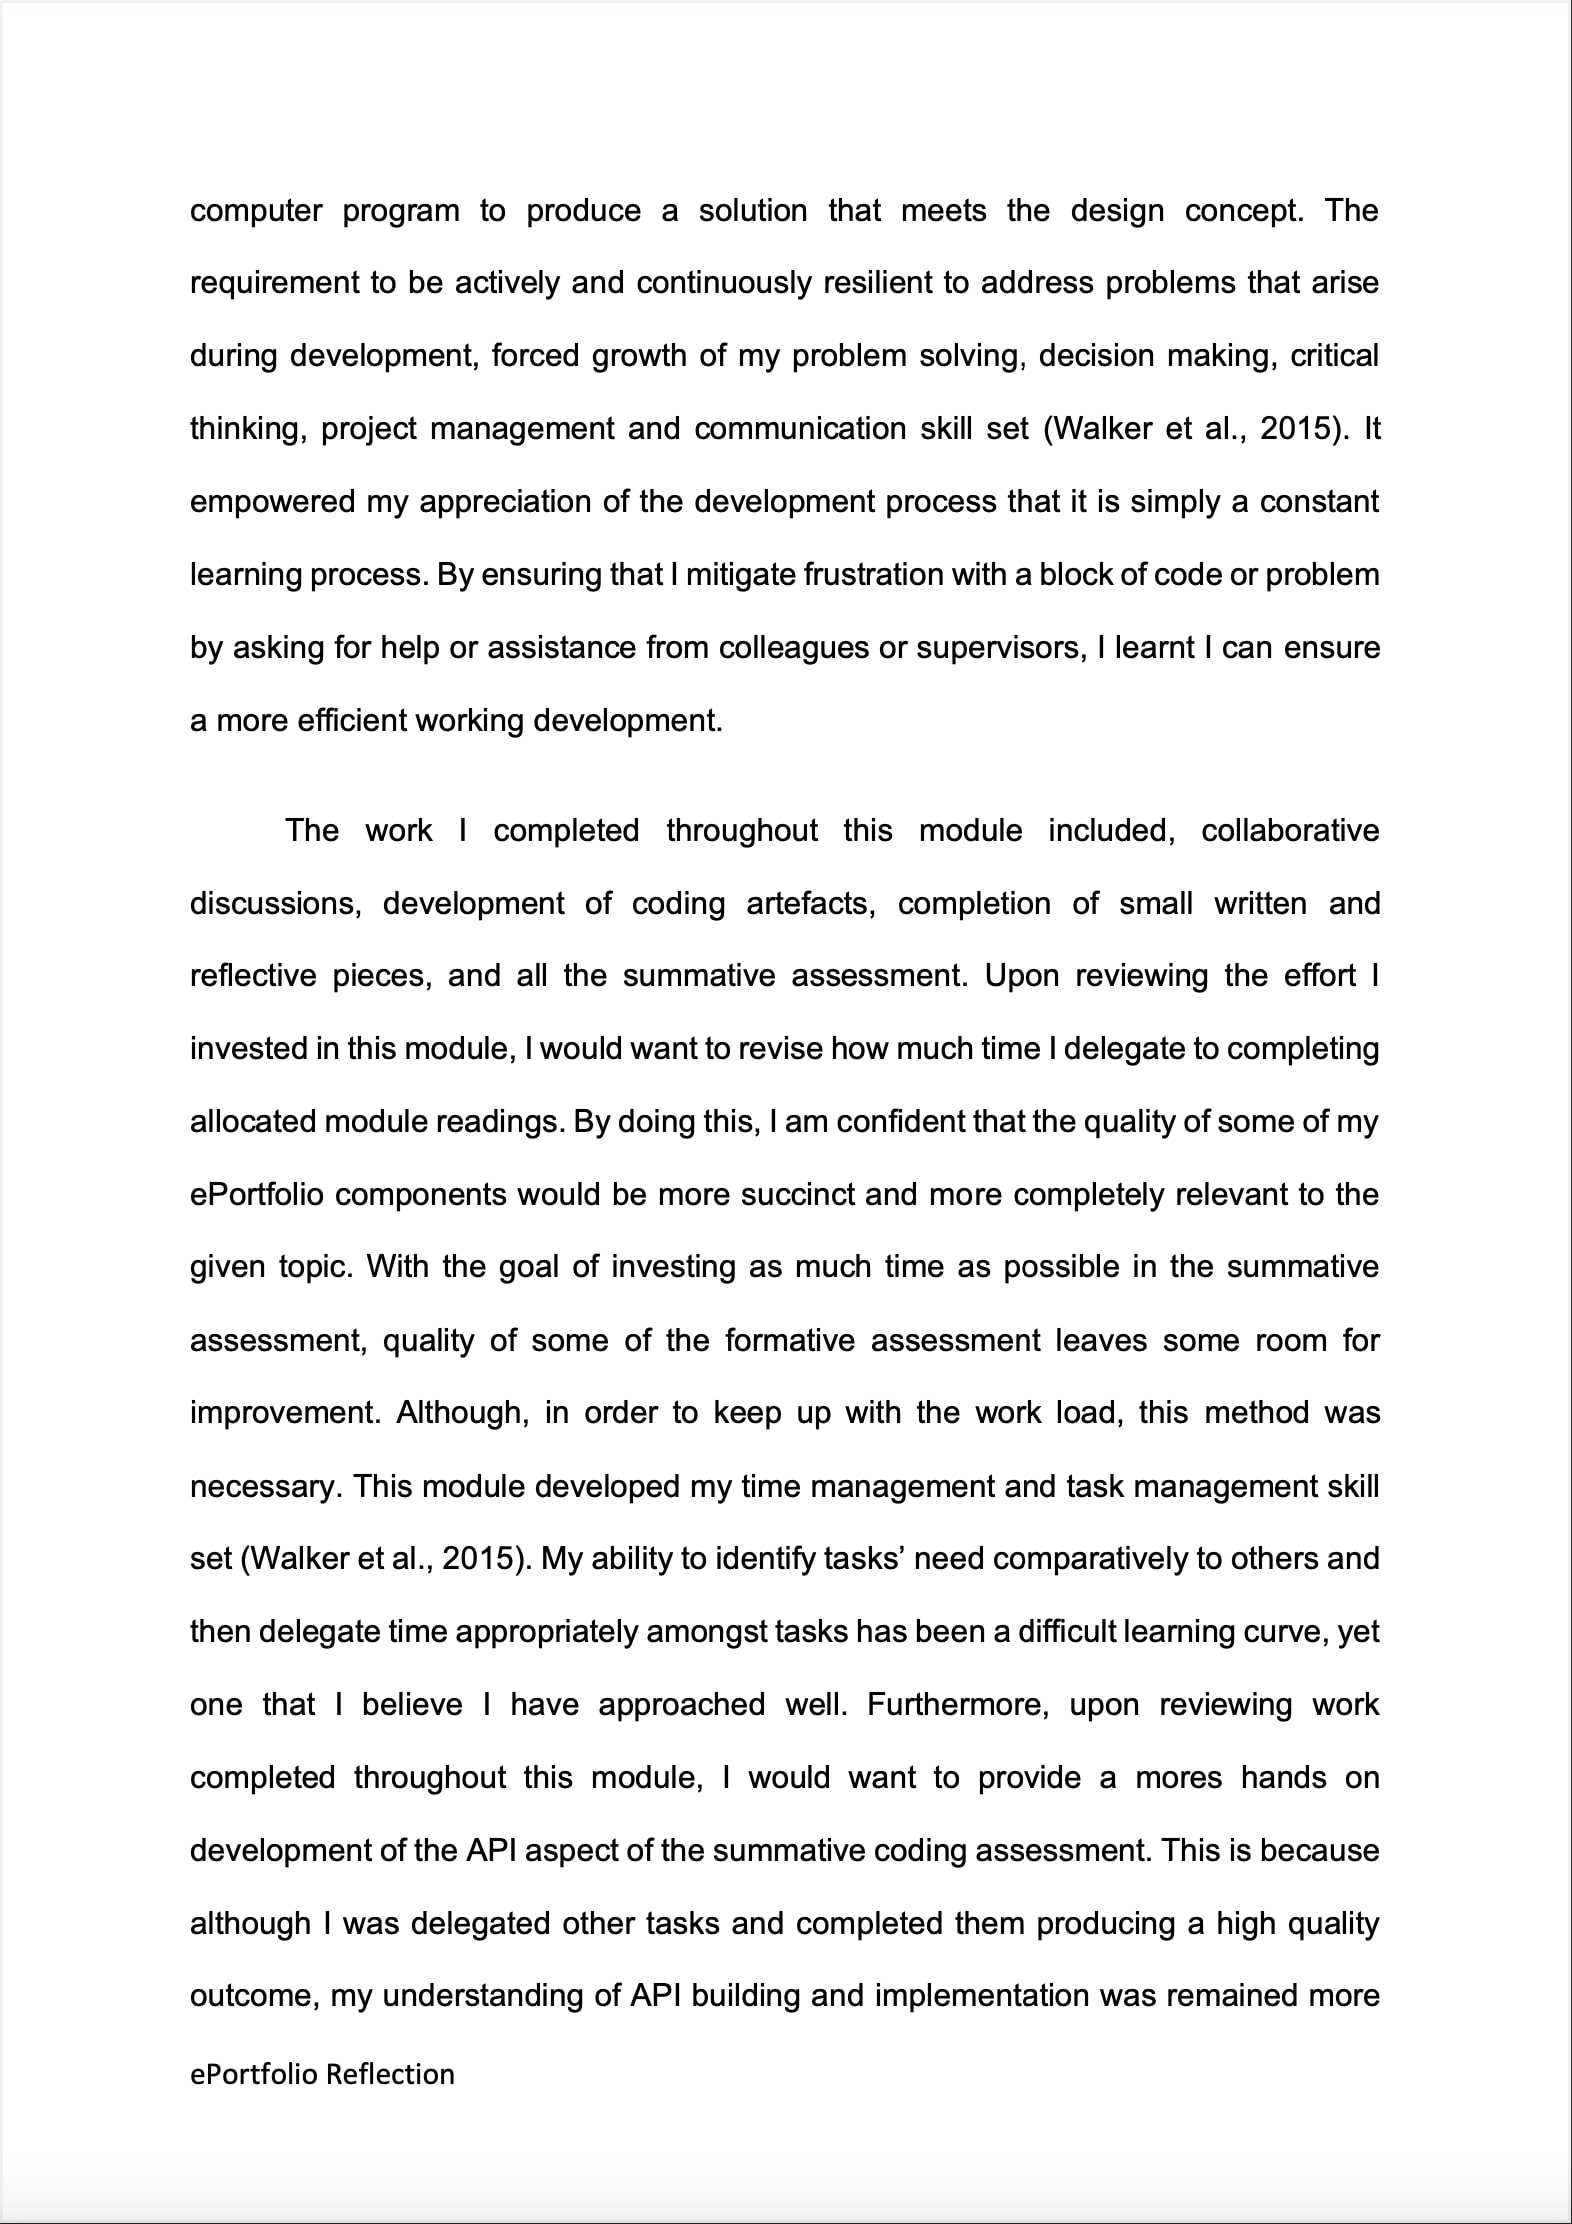 computer program to produce a solution that meets the design concept. The
requirement to be actively and continuously resilient to address problems that arise
during development, forced growth of my problem solving, decision making, critical
thinking, project management and communication skill set (Walker et al., 2015). It
empowered my appreciation of the development process that it is simply a constant
learning process. By ensuring that I mitigate frustration with a block of code or problem
by asking for help or assistance from colleagues or supervisors, I learnt I can ensure
a more efficient working development.
The work I completed throughout this module included, collaborative
discussions, development of coding artefacts, completion of small written and
reflective pieces, and all the summative assessment. Upon reviewing the effort I
invested in this module, I would want to revise how much time I delegate to completing
allocated module readings. By doing this, I am confident that the quality of some of my
ePortfolio components would be more succinct and more completely relevant to the
given topic. With the goal of investing as much time as possible in the summative
assessment, quality of some of the formative assessment leaves some room for
improvement. Although, in order to keep up with the work load, this method was
necessary. This module developed my time management and task management skill
set (Walker et al., 2015). My ability to identify tasks’ need comparatively to others and
then delegate time appropriately amongst tasks has been a difficult learning curve, yet
one that I believe I have approached well. Furthermore, upon reviewing work
completed throughout this module, I would want to provide a mores hands on
development of the API aspect of the summative coding assessment. This is because
although I was delegated other tasks and completed them producing a high quality
outcome, my understanding of API building and implementation was remained more
ePortfolio Reflection